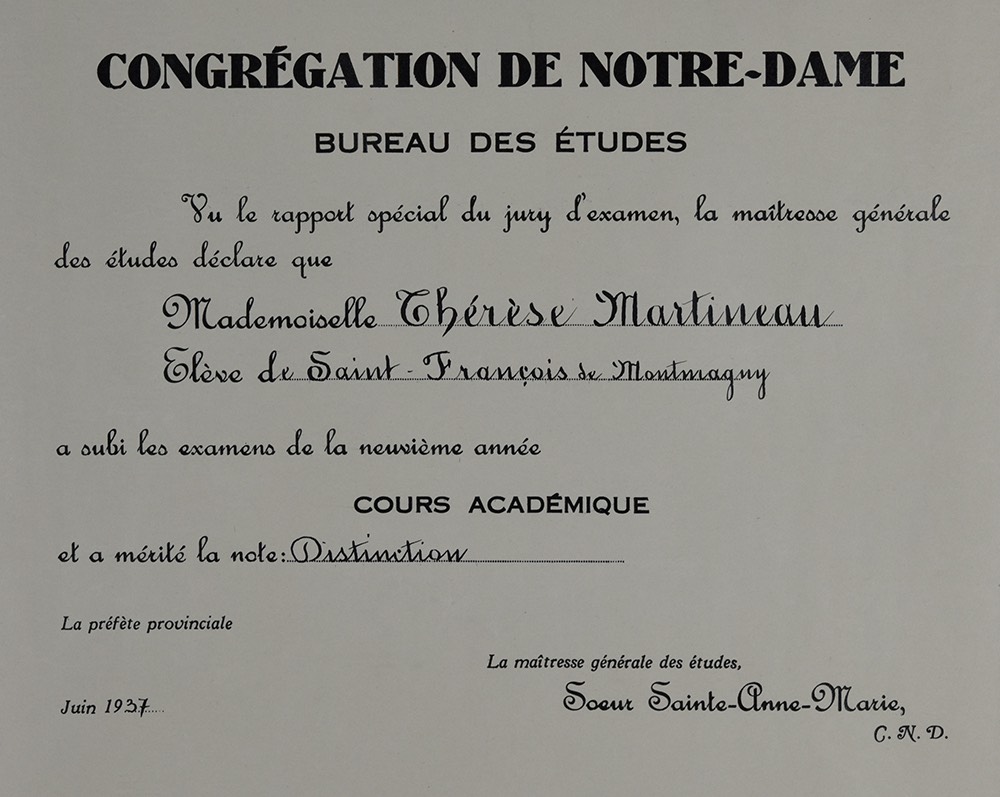 CONGRÉGATION DE NOTRE-DAME
BUREAU DES ÉTUDES
Vu le rapport spécial du jury d'examen, la maîtresse générale
des études déclare que
Mademoiselle Thérèse Martineau
Elève de Saint-François de Montmagny
a subi les examens de la neuvième année
COURS ACADÉMIQUE
et a mérité la note: Distinction
La préfète provinciale
La maîtresse générale des études,
Juin 1937
Soeur Sainte-Anne-Marie,
C. N. D.